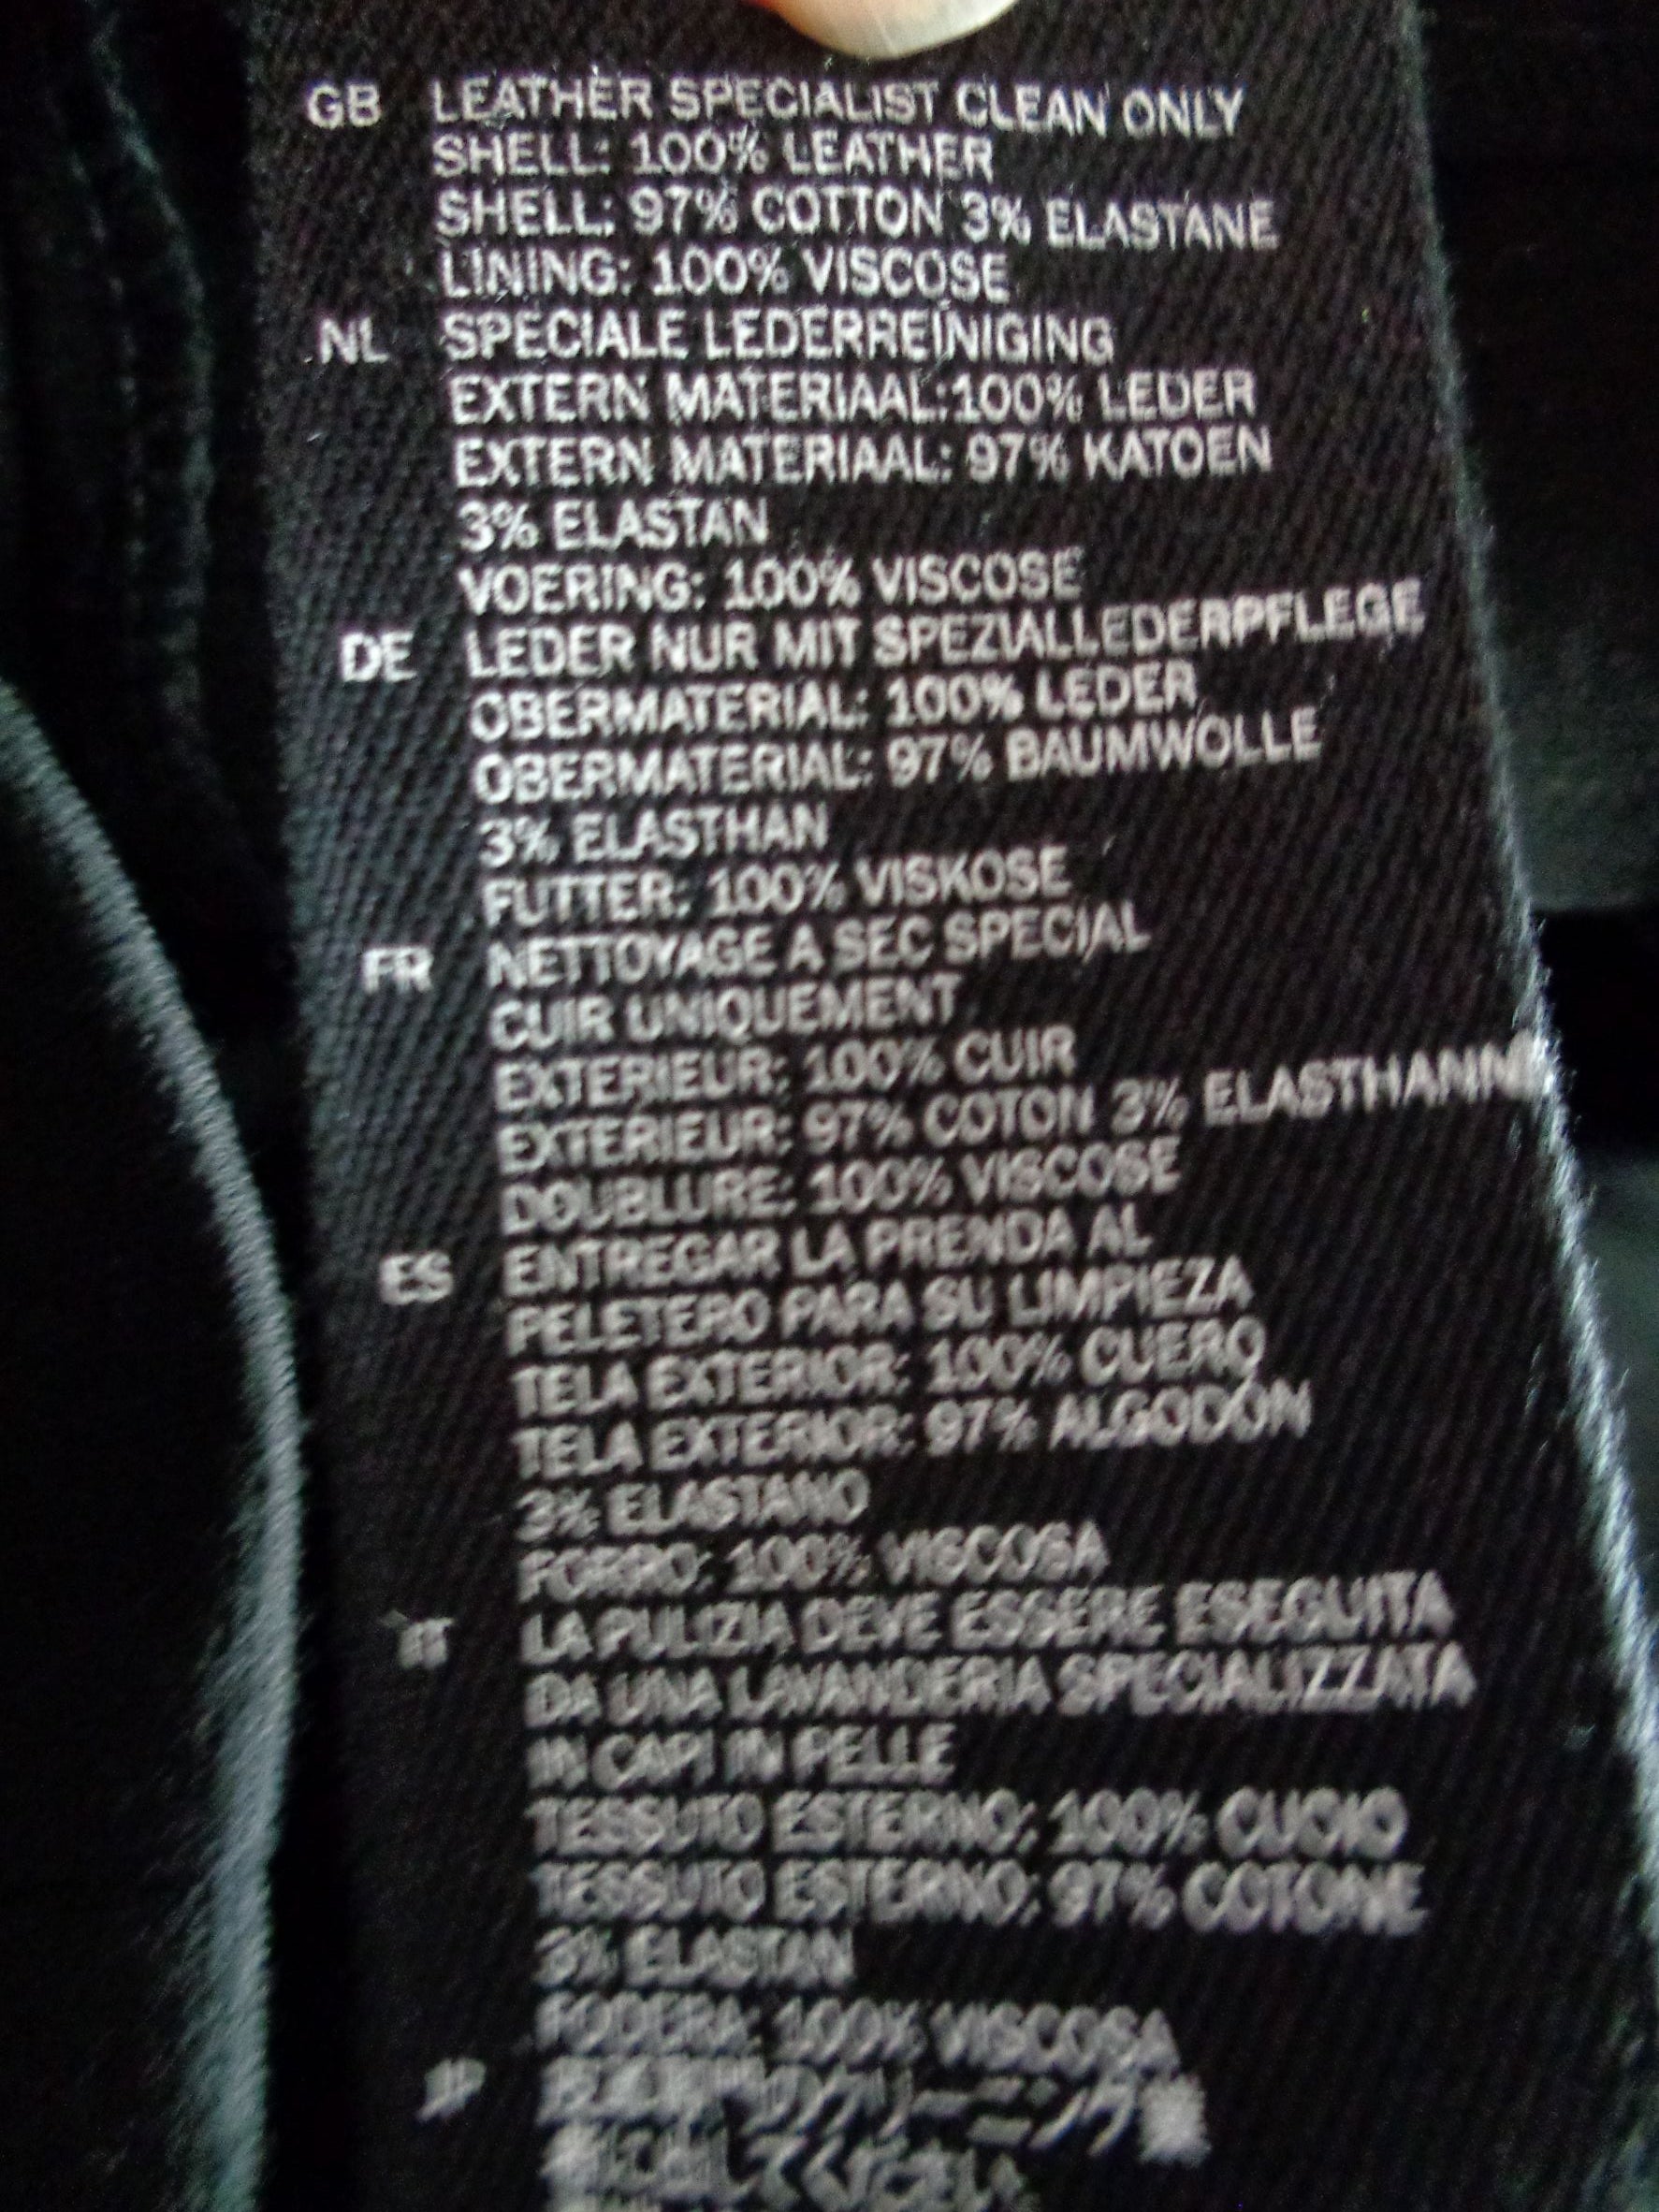 GB LEATHER SPECIALIST CLEAN ONLY
SHELL: 100% LEATHER
SHELL: 97% COTTON 3% ELASTANE
LINING: 100% VISCOSE
NL SPECIALE LEDERREINIGING
EXTERN MATERIAAL:100% LEDER
EXTERN MATERIAAL: 97% KATOEN
3% ELASTAN
VOERING: 100% VISCOSE
DE LEDER NUR MIT SPEZIALLEDERPFLEGE
OBERMATERIAL: 100% LEDER
OBERMATERIAL: 97% BAUMWOLLE
3% ELASTHAN
FUTTER: 100% VISKOSE
FR NETTOYAGE A SEC SPECIAL
CUIR UNIQUEMENT
EXTERIEUR: 100% CUIR
EXTERIEUR: 97% COTON 3% ELASTHANN
DOUBLURE: 100% VISCOSE
ES ENTREGAR LA PRENDA AL
PELETERO PARA SU LIMPIEZA
TELA EXTERIOR: 100% CUERO
TELA EXTERIOR: 97% ALGODÓN
3% ELASTANO
FORRO: 100% VISCOSA
IT LA PULIZIA DEVE ESSERE ESEGUITA
DA UNA LAVANDERIA SPECIALIZZATA
IN CAPI IN PELLE
TESSUTO ESTERNO: 100% CUOIO
TESSUTO ESTERNO: 97% COTONE
3% ELASTAN
FODERA: 100% VISCOSA
JP